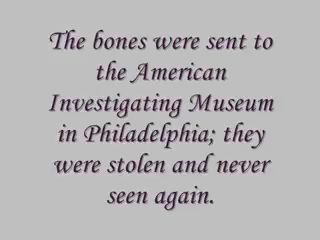 The bones were sent to
the American
Investigating Museum
in Philadelphia; they
were stolen and never
seen again.